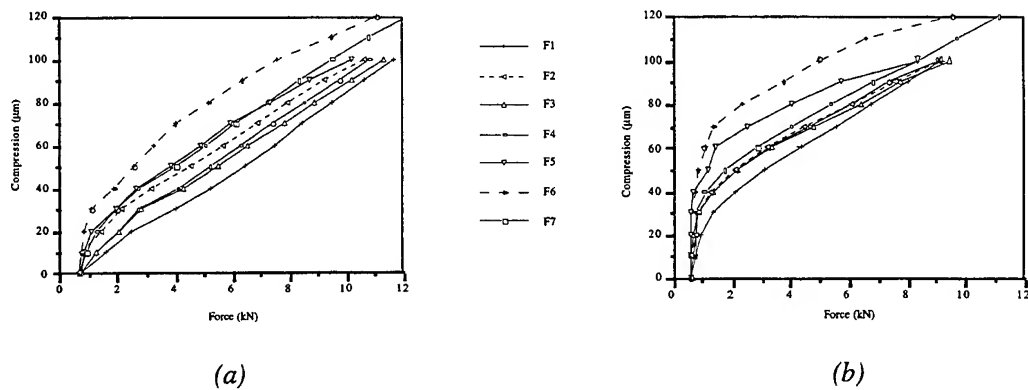 120
100
80
60
40
20
0
Compression (µm)
0 2 4 6 8 10 12
Force (kN)
(a)
F1
F2
F3
F4
F5
F6
F7
120
100
80
60
40
20
0
Compression (µm)
0 2 4 6 8 10 12
Force (kN)
(b)